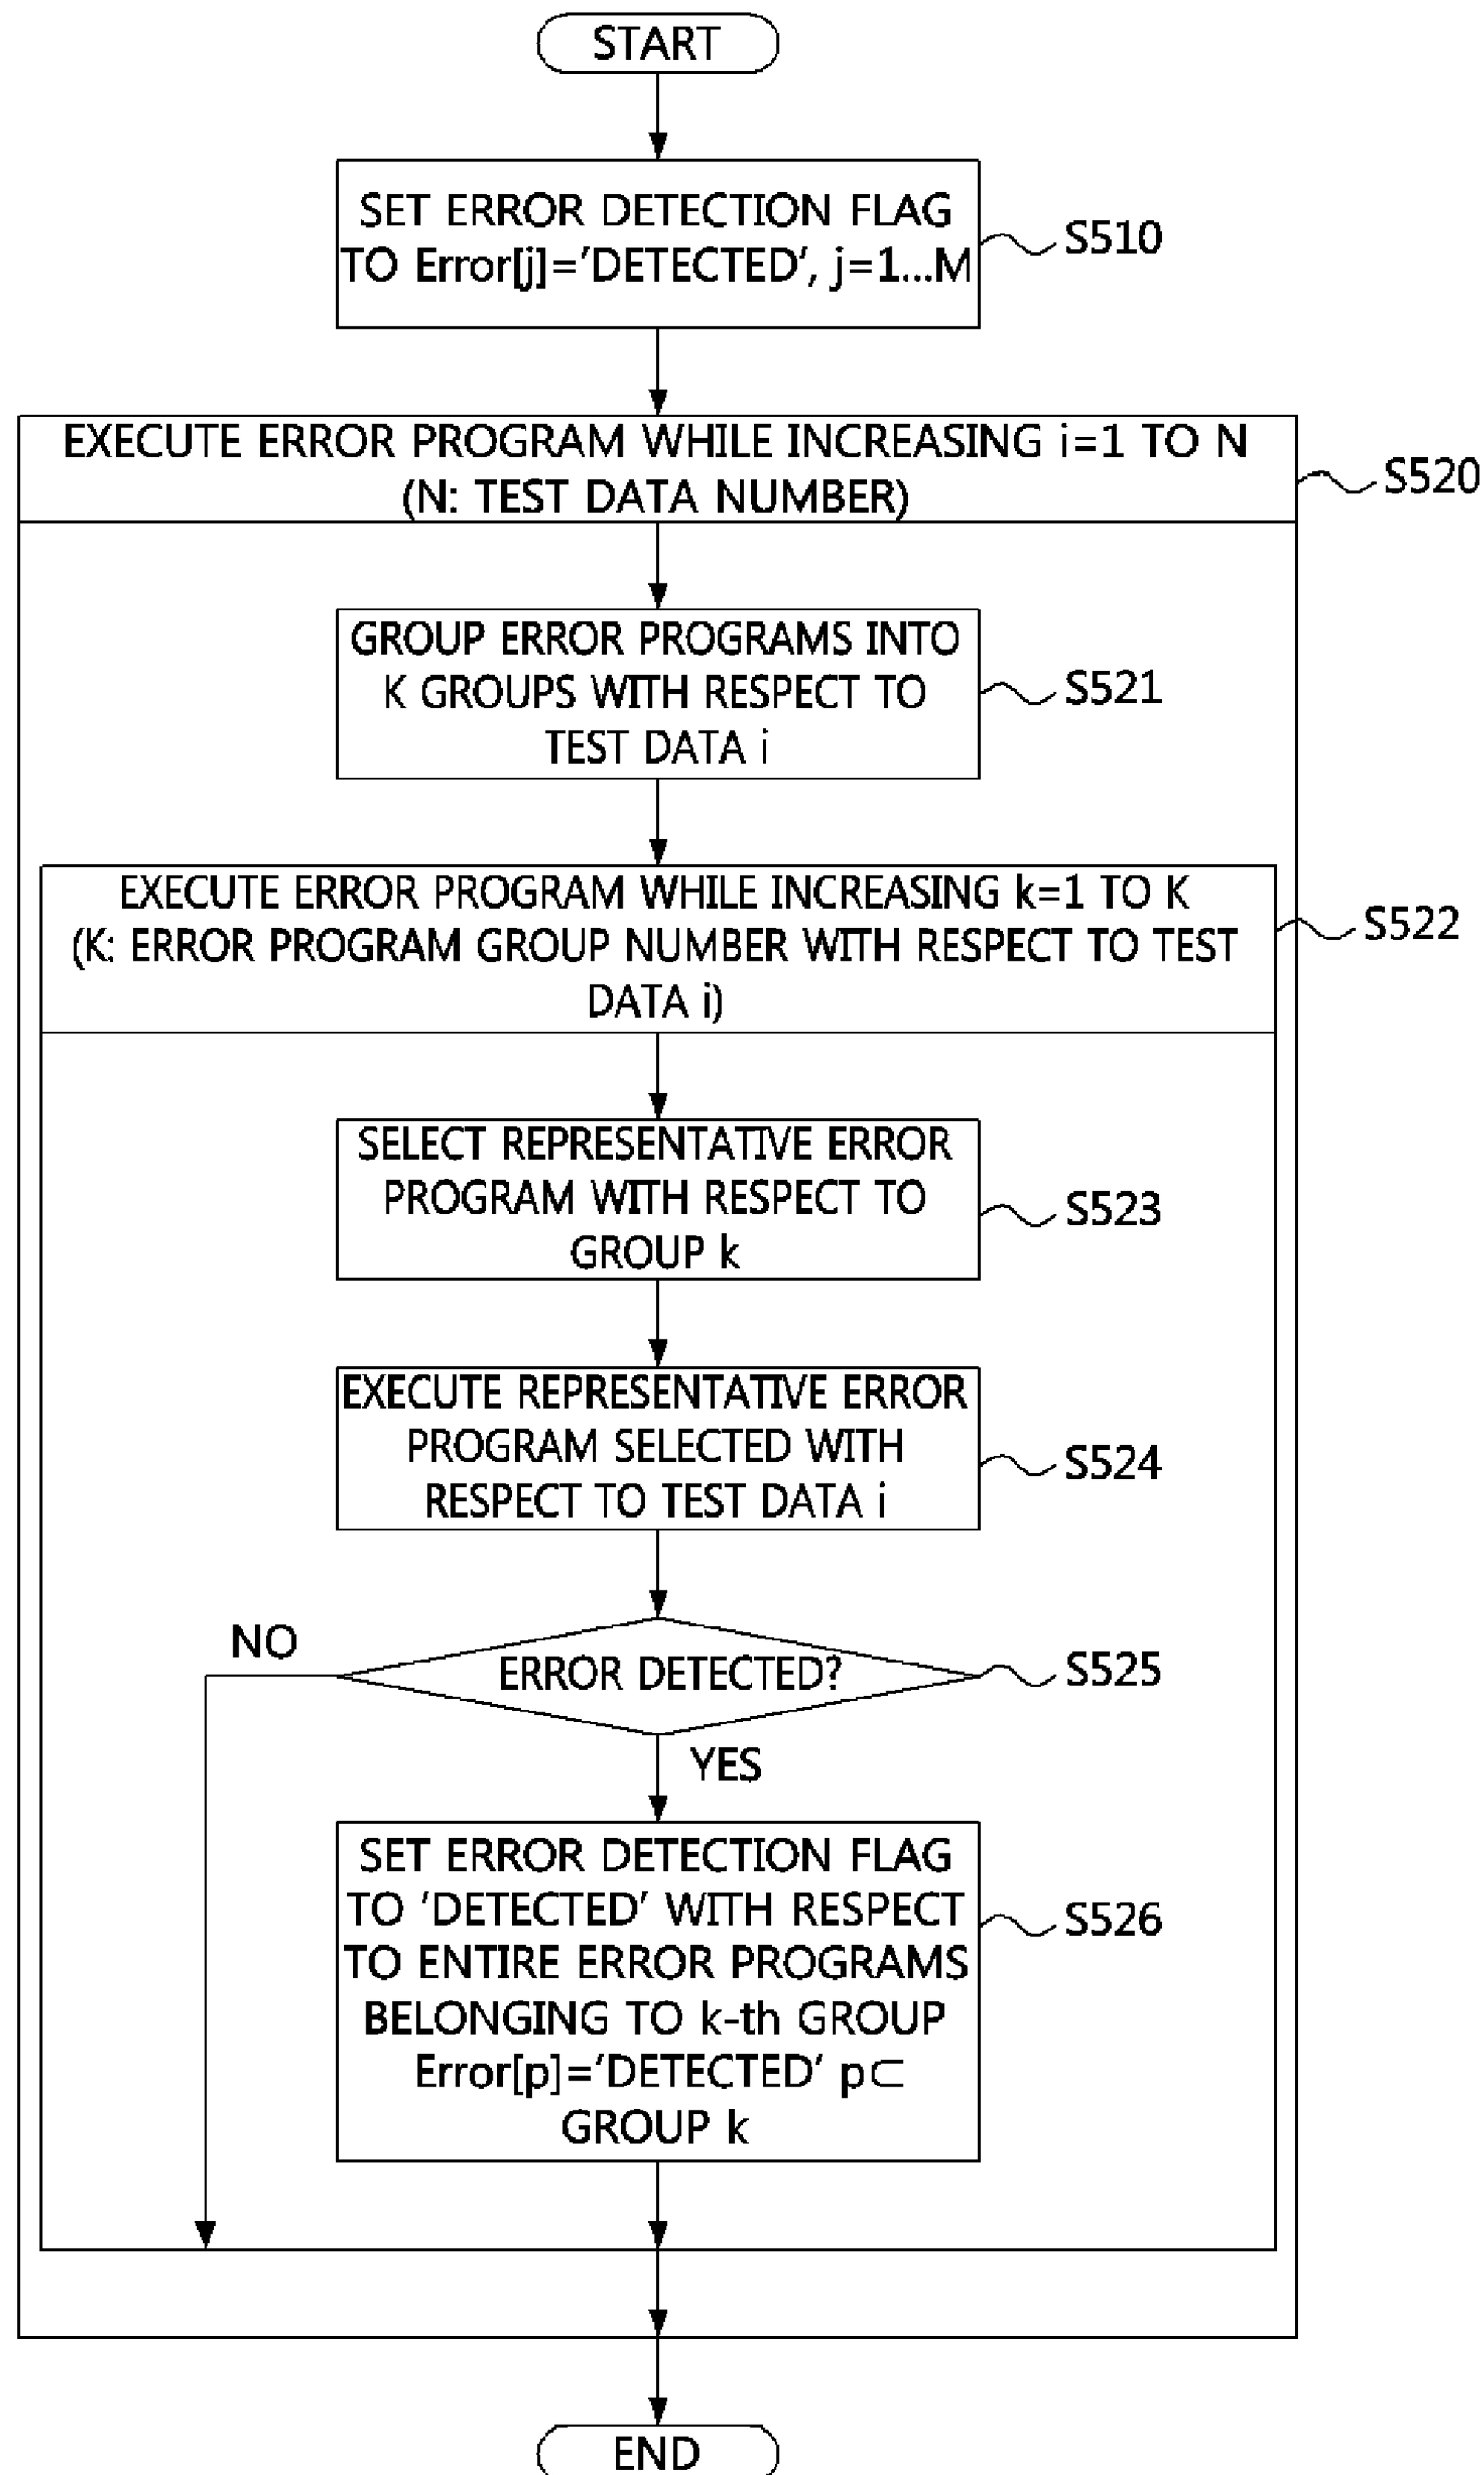 START
SET ERROR DETECTION FLAG
TO Error[j]='DETECTED', j=1...M
S510
EXECUTE ERROR PROGRAM WHILE INCREASING i=1 TO N
(N: TEST DATA NUMBER)
S520
GROUP ERROR PROGRAMS INTO
K GROUPS WITH RESPECT TO
TEST DATA i
S521
EXECUTE ERROR PROGRAM WHILE INCREASING k=1 TO K
(K: ERROR PROGRAM GROUP NUMBER WITH RESPECT TO TEST
DATA i)
S522
SELECT REPRESENTATIVE ERROR
PROGRAM WITH RESPECT TO
GROUP k
S523
EXECUTE REPRESENTATIVE ERROR
PROGRAM SELECTED WITH
RESPECT TO TEST DATA i
S524
NO
ERROR DETECTED?
S525
YES
SET ERROR DETECTION FLAG
TO 'DETECTED' WITH RESPECT
TO ENTIRE ERROR PROGRAMS
BELONGING TO k-th GROUP
Error[p]='DETECTED' p⊂
GROUP k
S526
END